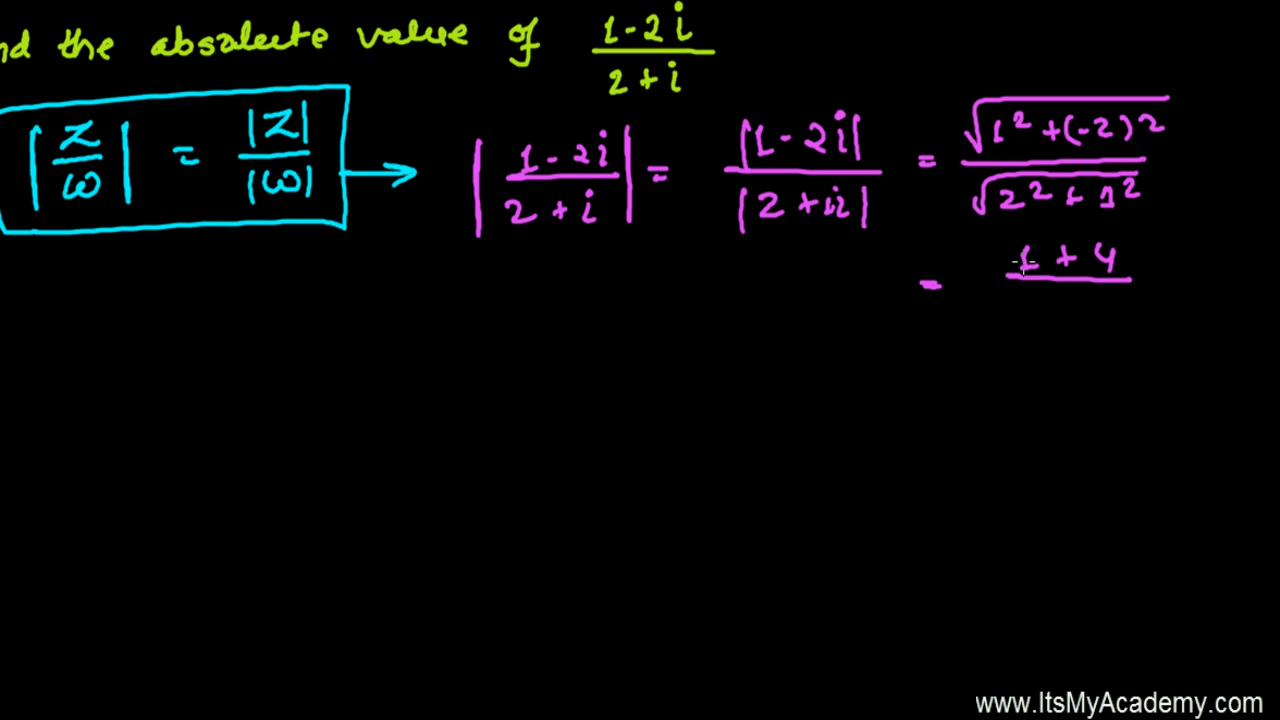 nd the absolute value of (1-2i)/(2+i)
|z/ω| = |z|/|ω| → |(1-2i)/(2+i)| = |1-2i|/|2+i| = √(1²+(-2)²)/√(2²+1²)
= 1+4
www.ItsMyAcademy.com